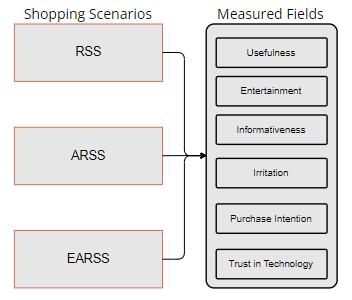 Shopping Scenarios
Measured Fields
RSS
ARSS
EARSS
Usefulness
Entertainment
Informativeness
Irritation
Purchase Intention
Trust in Technology